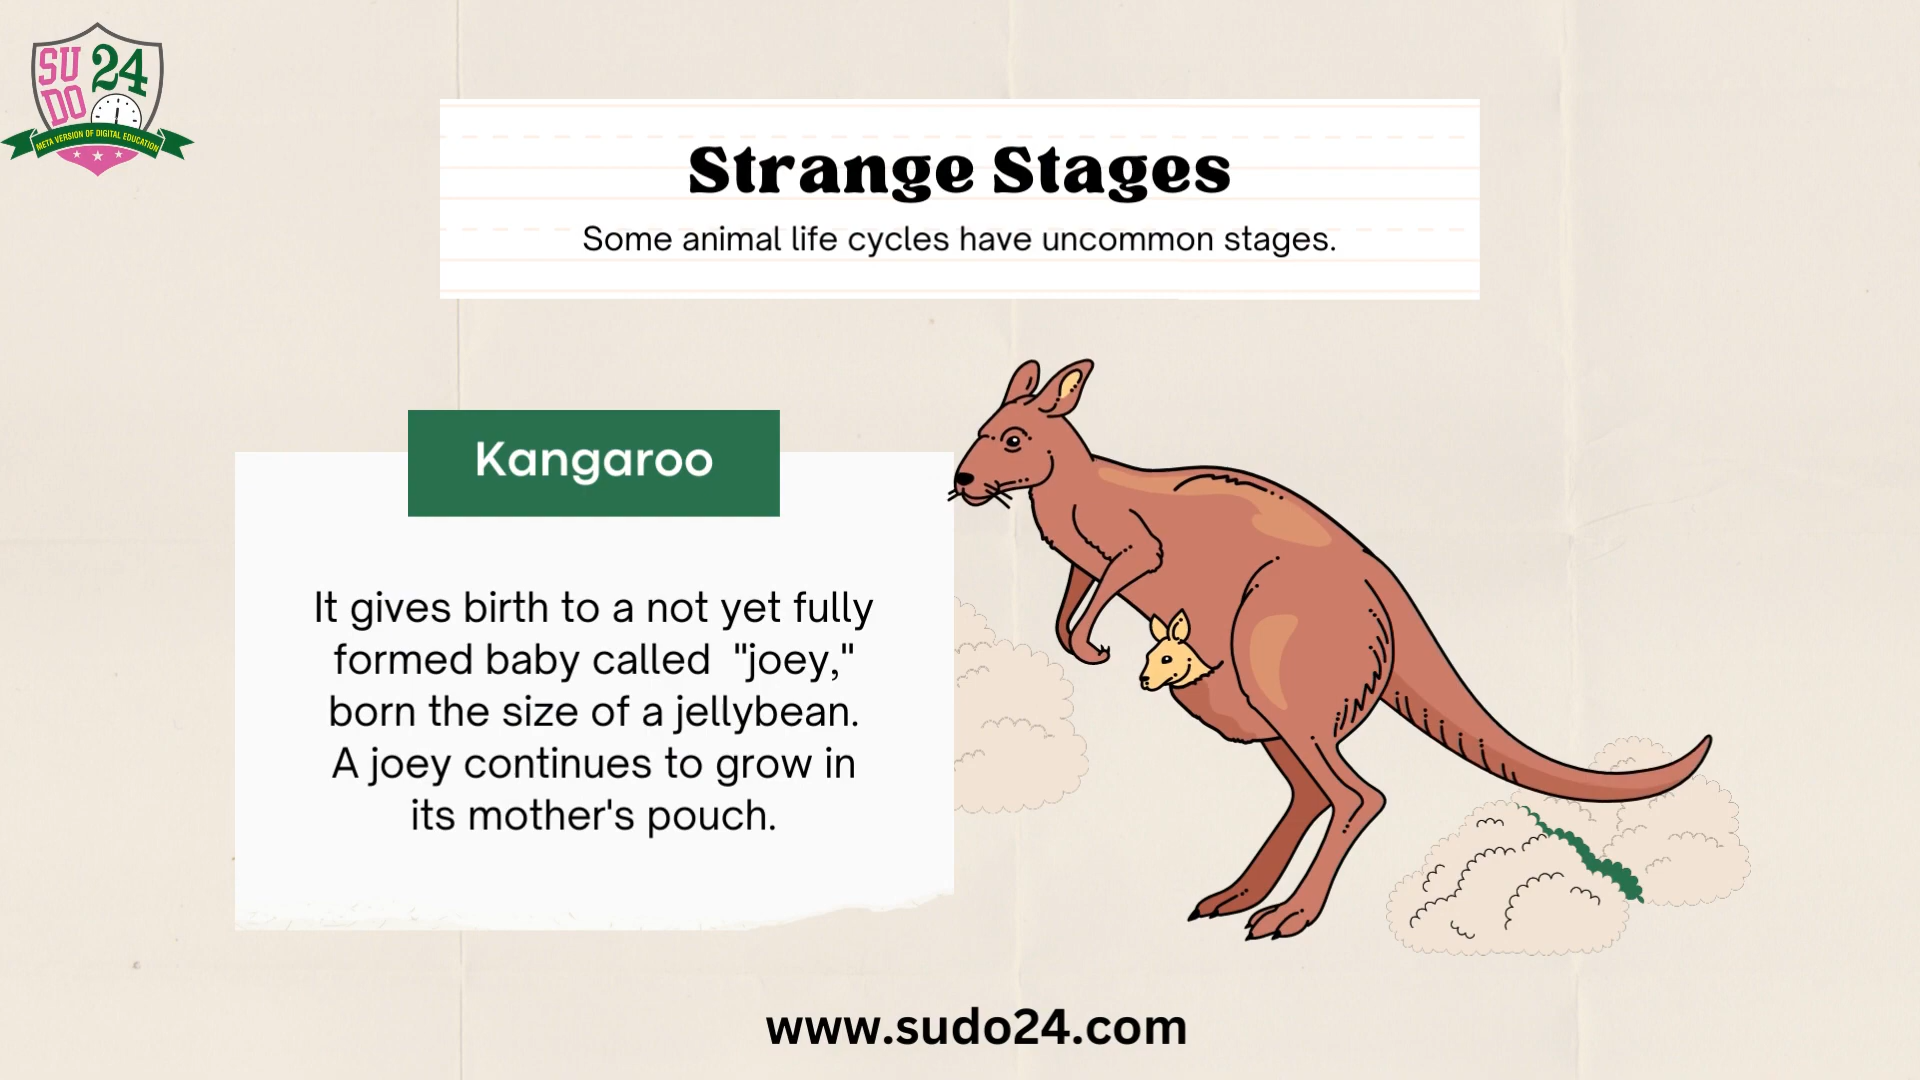 SU
DO
24
META VERSION OF DIGITAL EDUCATION
Strange Stages
Some animal life cycles have uncommon stages.
Kangaroo
It gives birth to a not yet fully
formed baby called "joey,"
born the size of a jellybean.
A joey continues to grow in
its mother's pouch.
www.sudo24.com